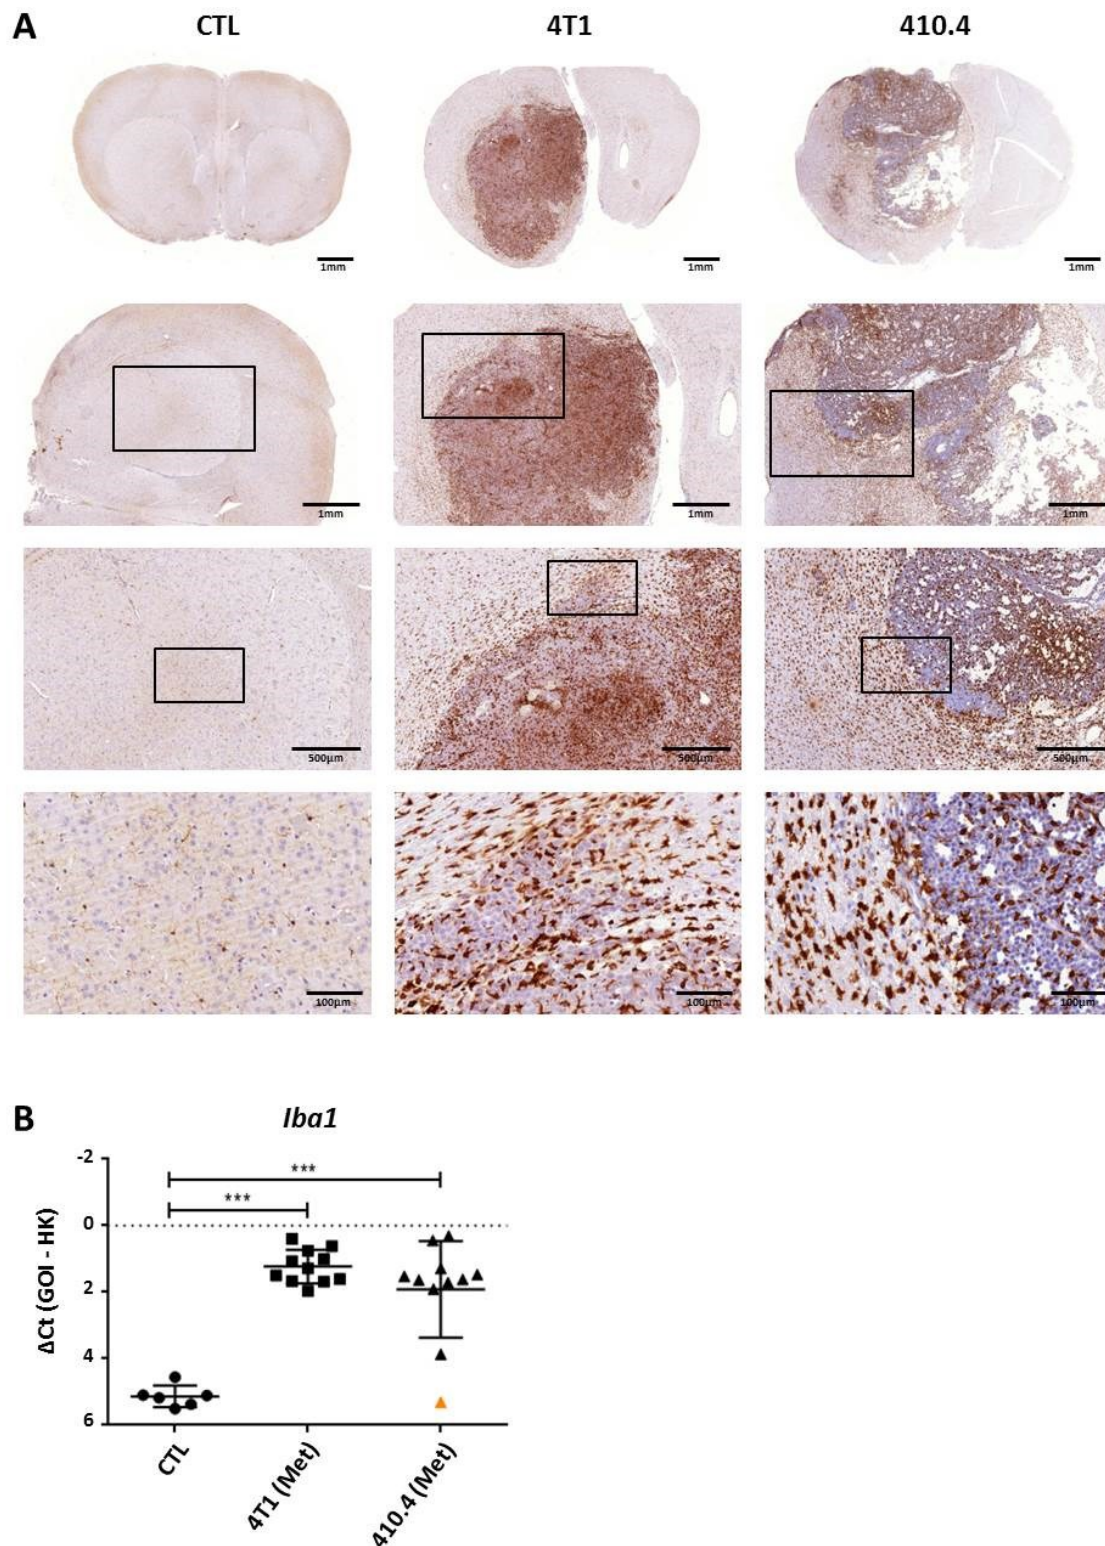 A
CTL 4T1 410.4
1mm 1mm 1mm
1mm 1mm 1mm
500µm 500µm 500µm
100µm 100µm 100µm
B
Iba1
***
***
-2
0
2
4
6
ΔCt (GOI - HK)
CTL
4T1 (Met)
410.4 (Met)